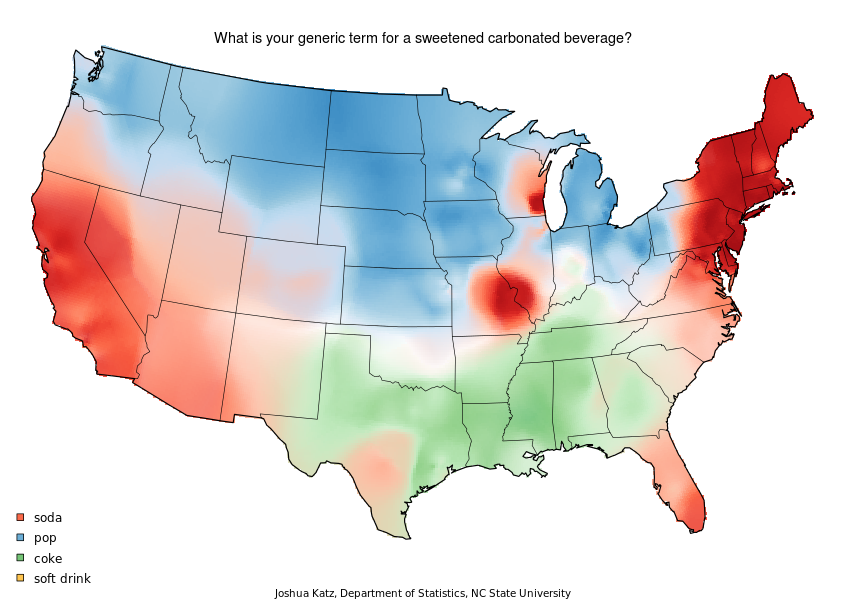 What is your generic term for a sweetened carbonated beverage?
soda
pop
coke
soft drink
Joshua Katz, Department of Statistics, NC State University